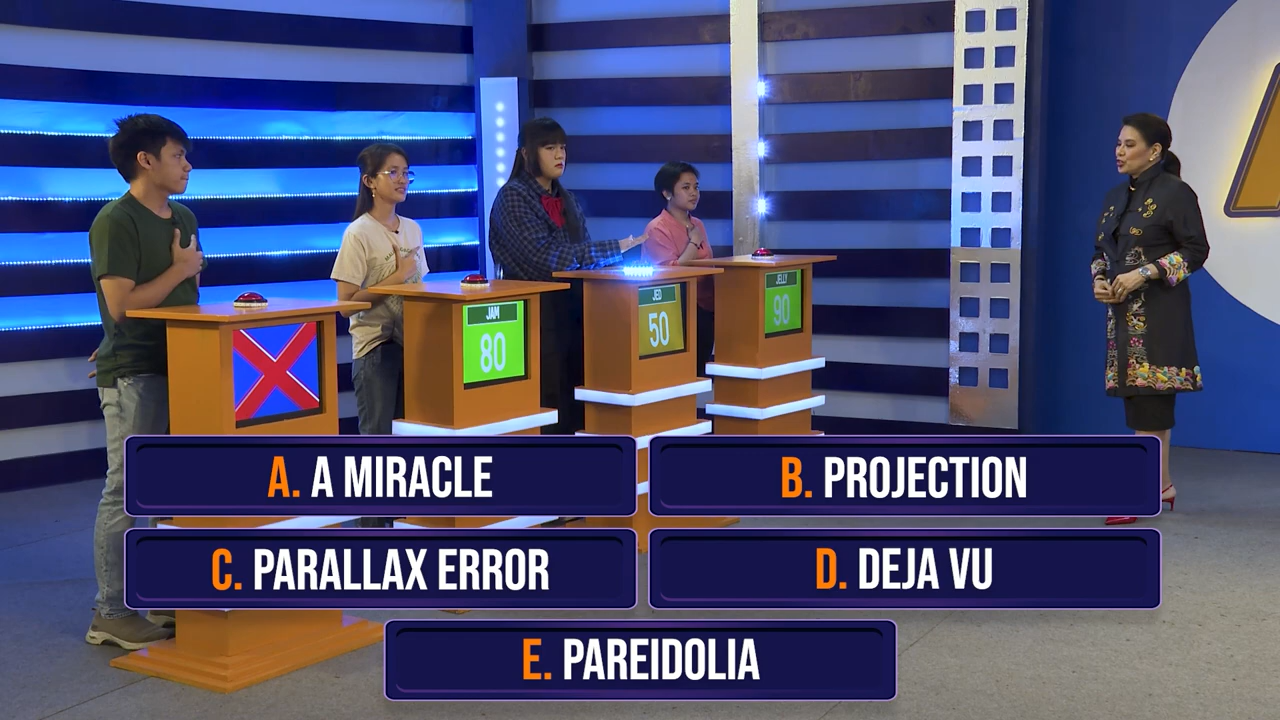 JAM
80
JED
50
JELLY
90
A. A MIRACLE
B. PROJECTION
C. PARALLAX ERROR
D. DEJA VU
E. PAREIDOLIA